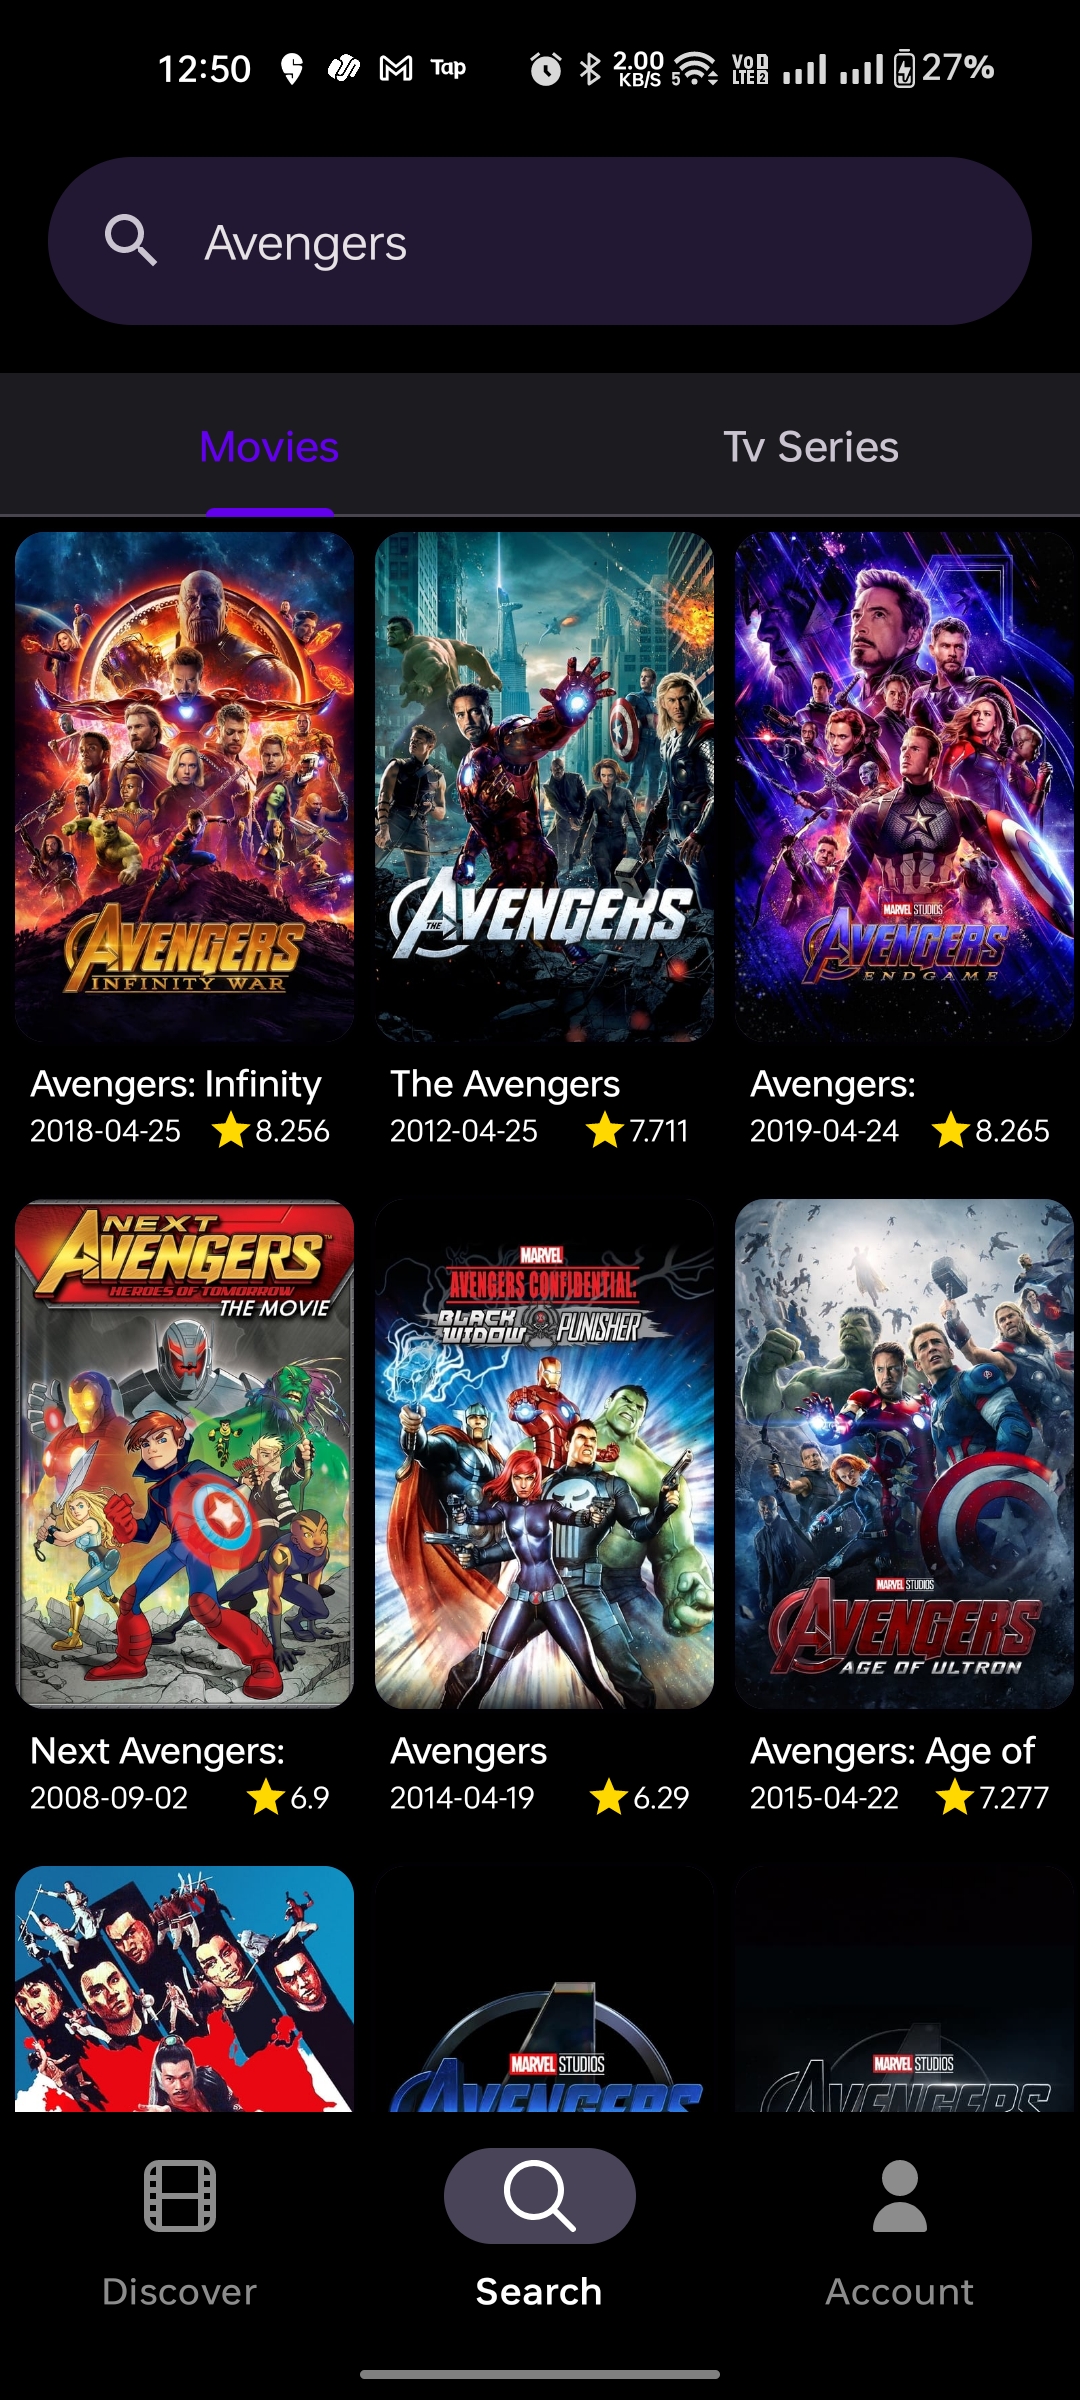 12:50 Tap 2.00 KB/S 5 Vo LTE 2 27%
Avengers
Movies Tv Series
AVENGERS
INFINITY WAR
THE AVENGERS
MARVEL STUDIOS
AVENGERS
ENDGAME
Avengers: Infinity The Avengers Avengers:
2018-04-25 8.256 2012-04-25 7.711 2019-04-24 8.265
NEXT
AVENGERS
HEROES OF TOMORROW
THE MOVIE
MARVEL
AVENGERS CONFIDENTIAL:
BLACK WIDOW PUNISHER
MARVEL STUDIOS
AVENGERS
AGE OF ULTRON
Next Avengers: Avengers Avengers: Age of
2008-09-02 6.9 2014-04-19 6.29 2015-04-22 7.277
MARVEL STUDIOS
AVENGERS
MARVEL STUDIOS
AVENGERS
Discover Search Account